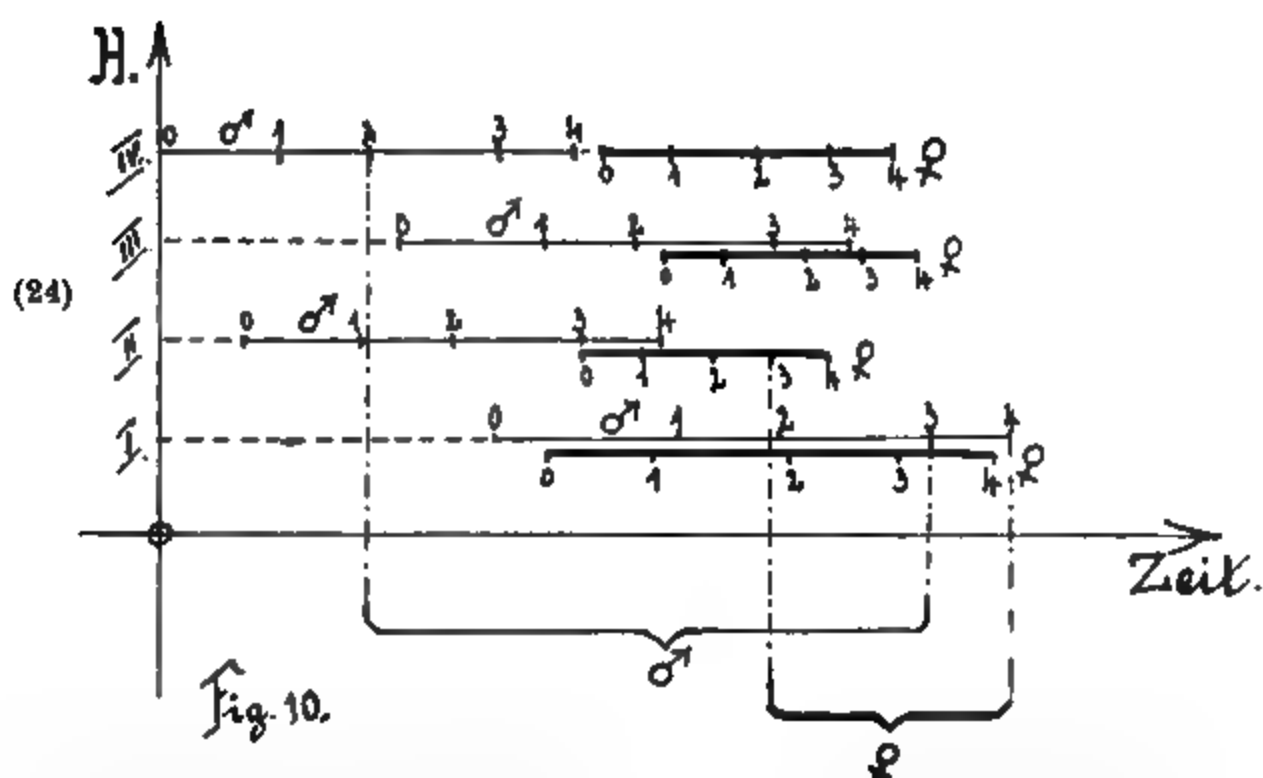 H.
IV. 0 ♂ 1 2 3 4
0 1 2 3 4 ♀
III. 0 ♂ 1 2 3 4
0 1 2 3 4 ♀
(24)
II. 0 ♂ 1 2 3 4
0 1 2 3 4 ♀
I. 0 ♂ 1 2 3 4
0 1 2 3 4 ♀
Zeit.
♂
Fig. 10.
♀